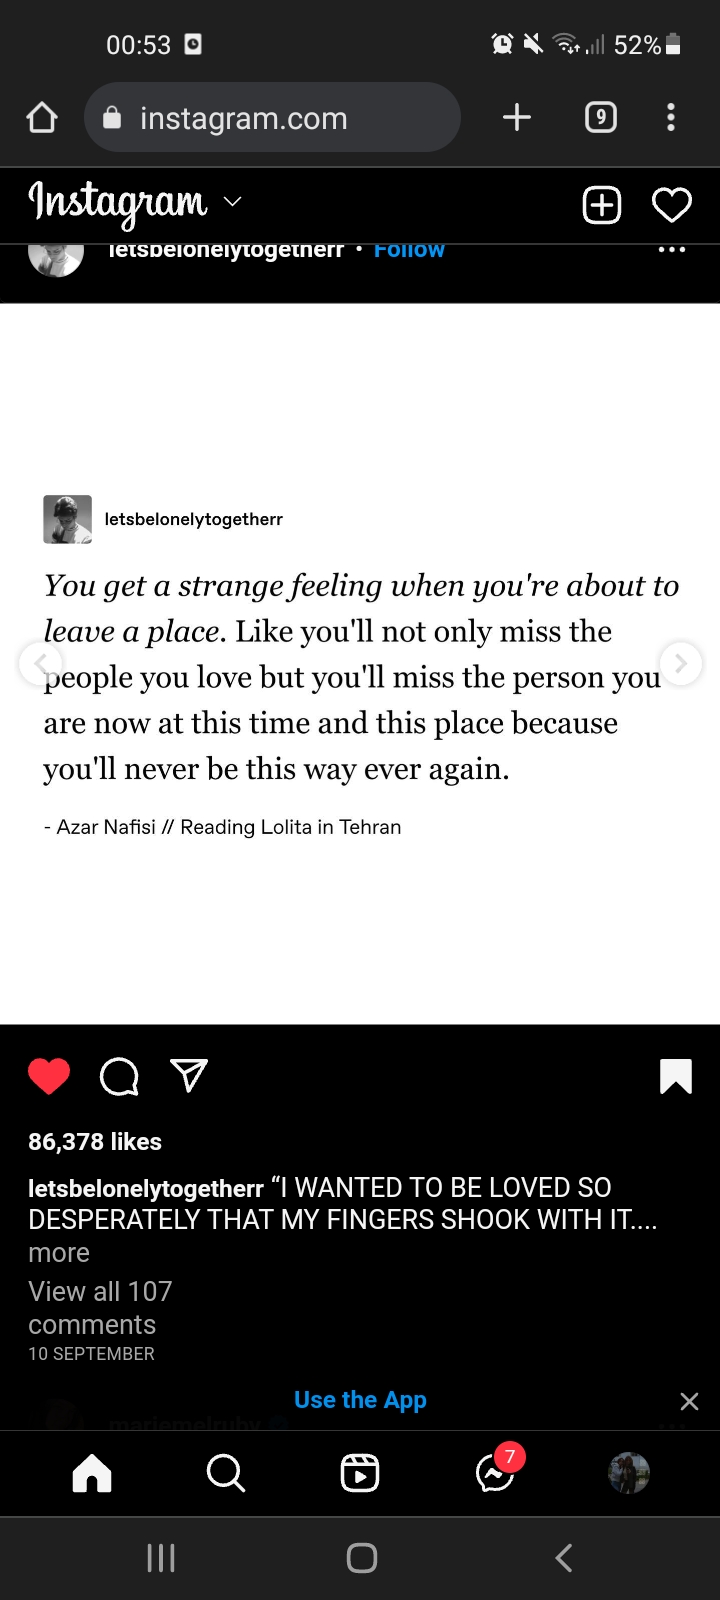 00:53
52%
instagram.com
9
Instagram
letsbelonelytogetherr • Follow
letsbelonelytogetherr
You get a strange feeling when you're about to
leave a place. Like you'll not only miss the
people you love but you'll miss the person you
are now at this time and this place because
you'll never be this way ever again.
- Azar Nafisi // Reading Lolita in Tehran
86,378 likes
letsbelonelytogetherr “I WANTED TO BE LOVED SO
DESPERATELY THAT MY FINGERS SHOOK WITH IT....
more
View all 107
comments
10 SEPTEMBER
Use the App
mariemelruby
7